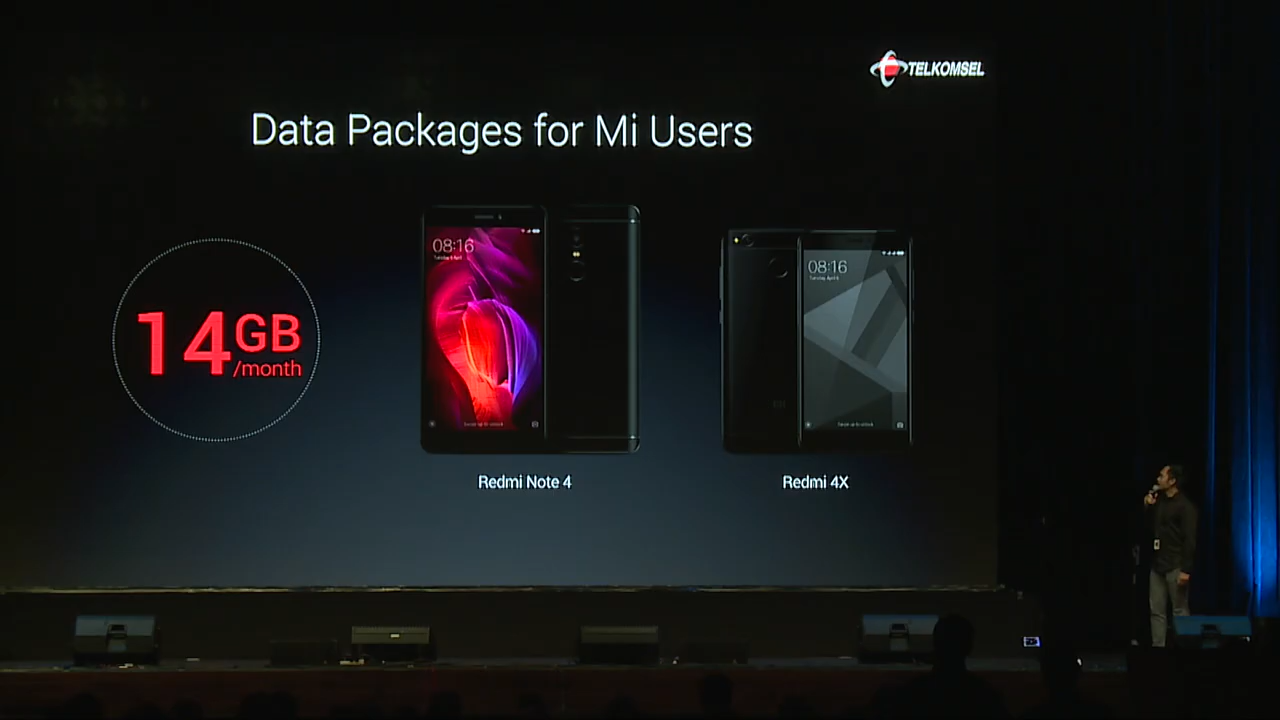 TELKOMSEL
Data Packages for Mi Users
14GB
/month
08:16
08:16
Redmi Note 4
Redmi 4X